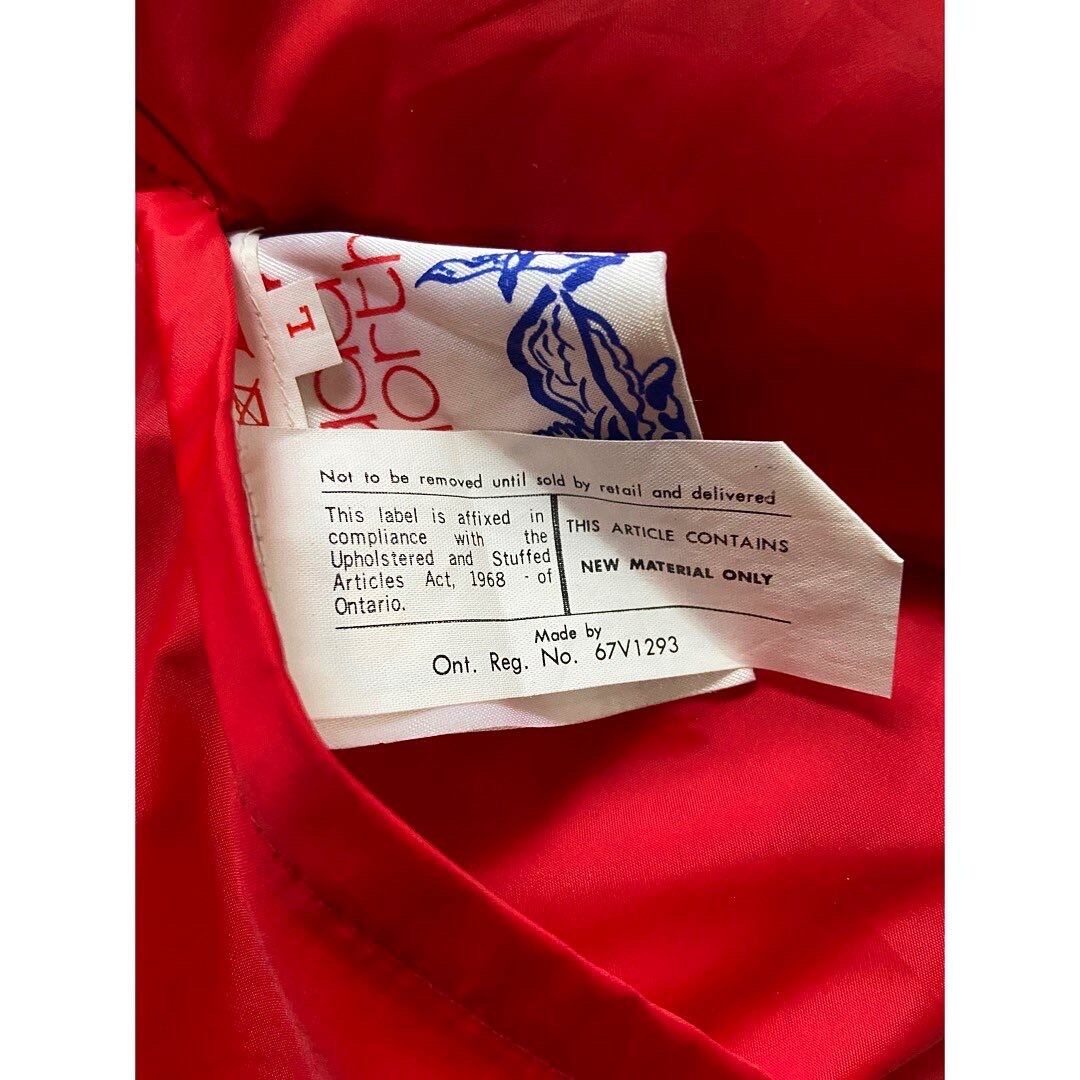 L
Not to be removed until sold by retail and delivered
This label is affixed in
compliance with the
Upholstered and Stuffed
Articles Act, 1968 - of
Ontario.
THIS ARTICLE CONTAINS
NEW MATERIAL ONLY
Made by
Ont. Reg. No. 67V1293